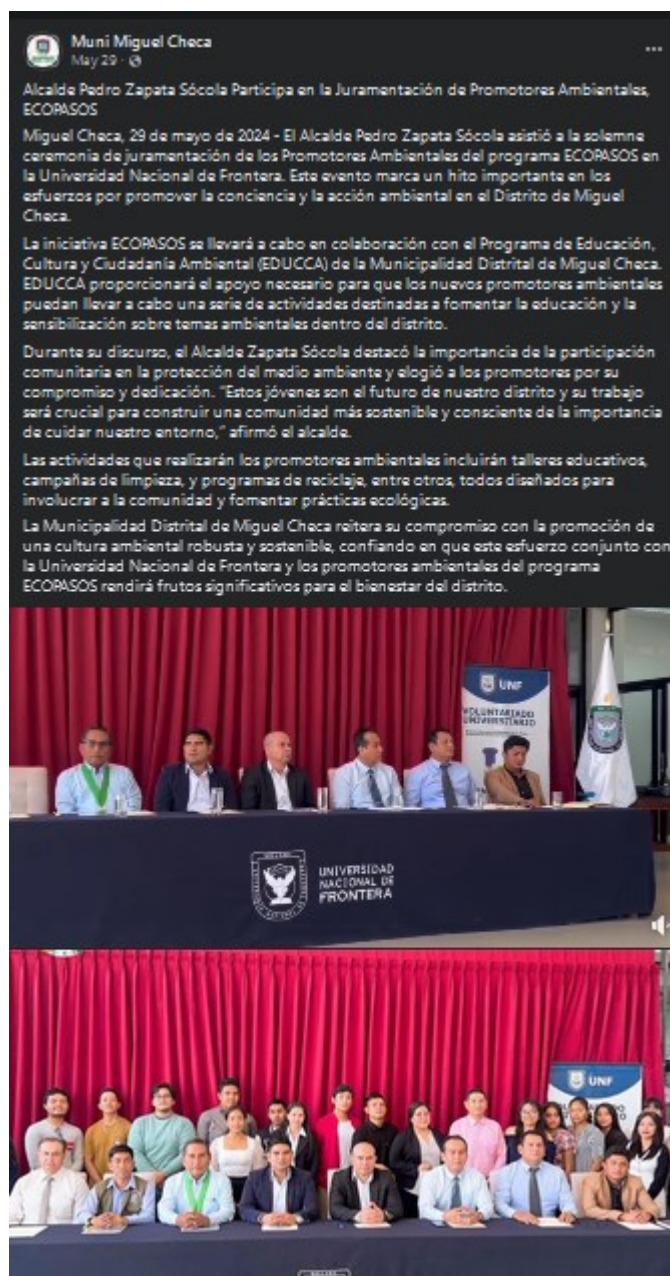 Muni Miguel Checa
May 29 ·
Alcalde Pedro Zapata Sócola Participa en la Juramentación de Promotores Ambientales,
ECOPASOS
Miguel Checa, 29 de mayo de 2024 - El Alcalde Pedro Zapata Sócola asistió a la solemne
ceremonia de juramentación de los Promotores Ambientales del programa ECOPASOS en
la Universidad Nacional de Frontera. Este evento marca un hito importante en los
esfuerzos por promover la conciencia y la acción ambiental en el Distrito de Miguel
Checa.
La iniciativa ECOPASOS se llevará a cabo en colaboración con el Programa de Educación,
Cultura y Ciudadanía Ambiental (EDUCCA) de la Municipalidad Distrital de Miguel Checa.
EDUCCA proporcionará el apoyo necesario para que los nuevos promotores ambientales
puedan llevar a cabo una serie de actividades destinadas a fomentar la educación y la
sensibilización sobre temas ambientales dentro del distrito.
Durante su discurso, el Alcalde Zapata Sócola destacó la importancia de la participación
comunitaria en la protección del medio ambiente y elogió a los promotores por su
compromiso y dedicación. "Estos jóvenes son el futuro de nuestro distrito y su trabajo
será crucial para construir una comunidad más sostenible y consciente de la importancia
de cuidar nuestro entorno," afirmó el alcalde.
Las actividades que realizarán los promotores ambientales incluirán talleres educativos,
campañas de limpieza, y programas de reciclaje, entre otros, todos diseñados para
involucrar a la comunidad y fomentar prácticas ecológicas.
La Municipalidad Distrital de Miguel Checa reitera su compromiso con la promoción de
una cultura ambiental robusta y sostenible, confiando en que este esfuerzo conjunto con
la Universidad Nacional de Frontera y los promotores ambientales del programa
ECOPASOS rendirá frutos significativos para el bienestar del distrito.
UNF
VOLUNTARIADO
UNIVERSITARIO
UNIVERSIDAD
NACIONAL DE
FRONTERA
UNF